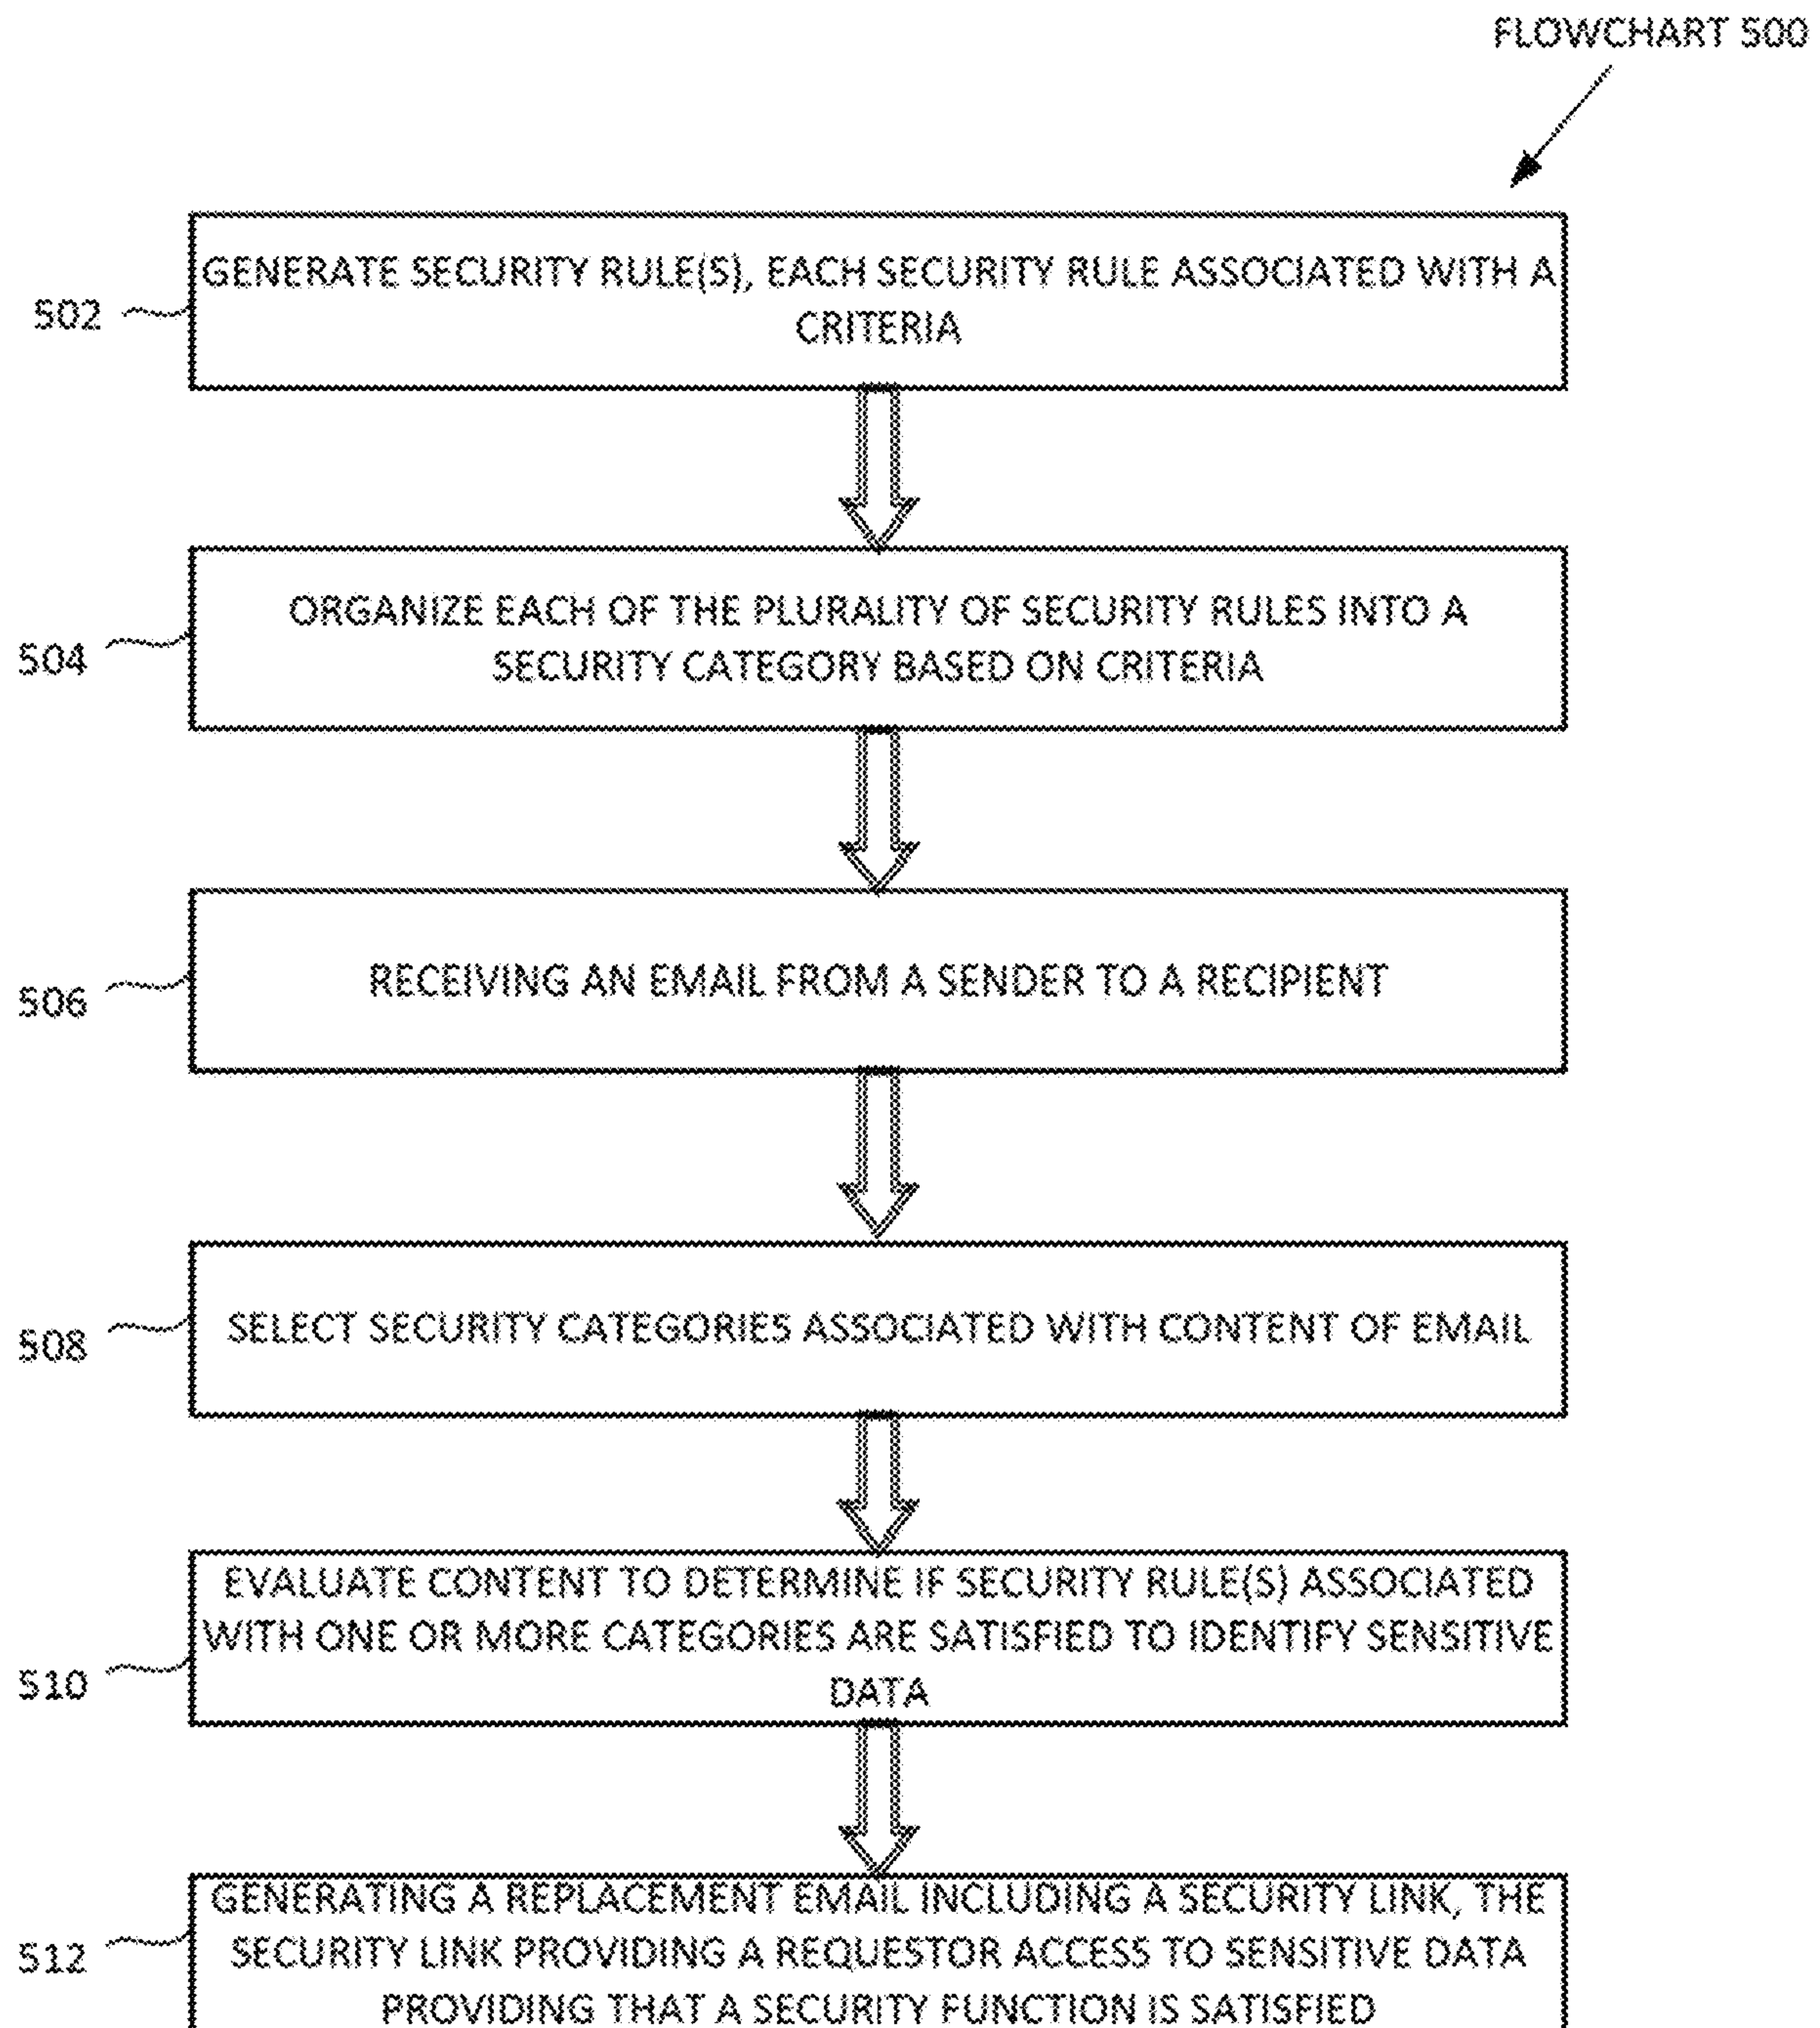 FLOWCHART 500
502
GENERATE SECURITY RULE(S), EACH SECURITY RULE ASSOCIATED WITH A
CRITERIA
504
ORGANIZE EACH OF THE PLURALITY OF SECURITY RULES INTO A
SECURITY CATEGORY BASED ON CRITERIA
506
RECEIVING AN EMAIL FROM A SENDER TO A RECIPIENT
508
SELECT SECURITY CATEGORIES ASSOCIATED WITH CONTENT OF EMAIL
510
EVALUATE CONTENT TO DETERMINE IF SECURITY RULE(S) ASSOCIATED
WITH ONE OR MORE CATEGORIES ARE SATISFIED TO IDENTIFY SENSITIVE
DATA
512
GENERATING A REPLACEMENT EMAIL INCLUDING A SECURITY LINK, THE
SECURITY LINK PROVIDING A REQUESTOR ACCESS TO SENSITIVE DATA
PROVIDING THAT A SECURITY FUNCTION IS SATISFIED